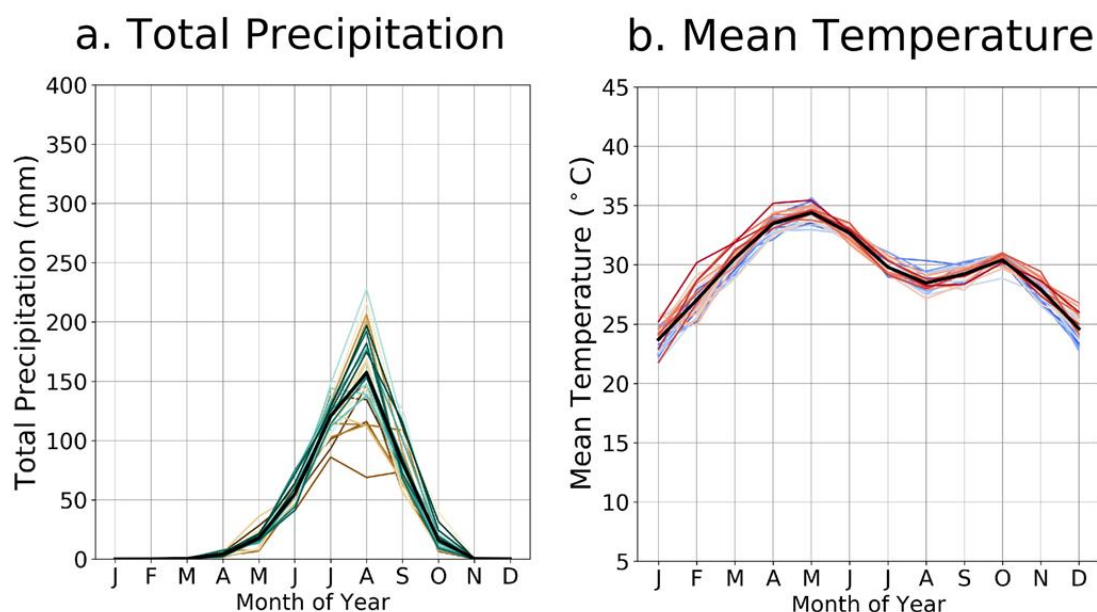 a. Total Precipitation
400
350
300
250
200
150
100
50
0
Total Precipitation (mm)
J F M A M J J A S O N D
Month of Year
b. Mean Temperature
45
40
35
30
25
20
15
10
5
Mean Temperature (°C)
J F M A M J J A S O N D
Month of Year